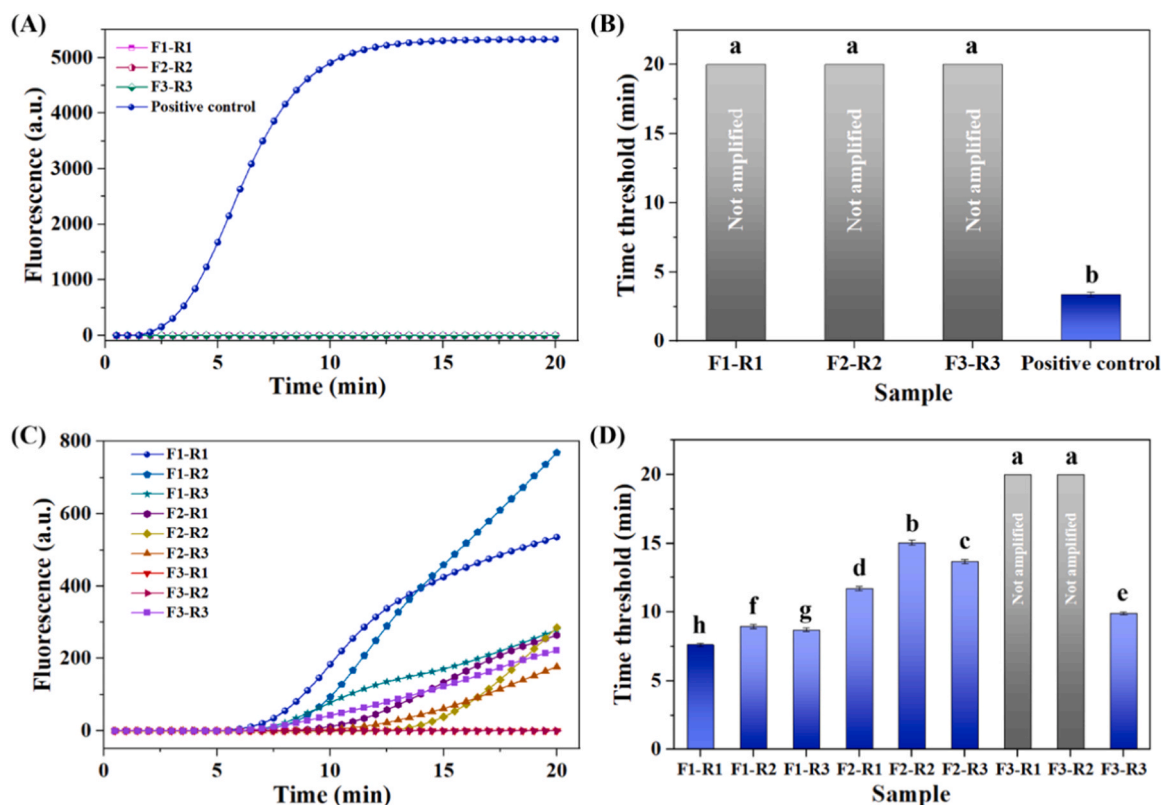 (A)
F1-R1
F2-R2
F3-R3
Positive control
5000
4000
3000
2000
1000
0
Fluorescence (a.u.)
0 5 10 15 20
Time (min)
(B)
a a a
b
20
15
10
5
0
Time threshold (min)
Not amplified
Not amplified
Not amplified
F1-R1 F2-R2 F3-R3 Positive control
Sample
(C)
F1-R1
F1-R2
F1-R3
F2-R1
F2-R2
F2-R3
F3-R1
F3-R2
F3-R3
800
600
400
200
0
Fluorescence (a.u.)
0 5 10 15 20
Time (min)
(D)
h f g d b c a a e
20
15
10
5
0
Time threshold (min)
Not amplified
Not amplified
F1-R1 F1-R2 F1-R3 F2-R1 F2-R2 F2-R3 F3-R1 F3-R2 F3-R3
Sample